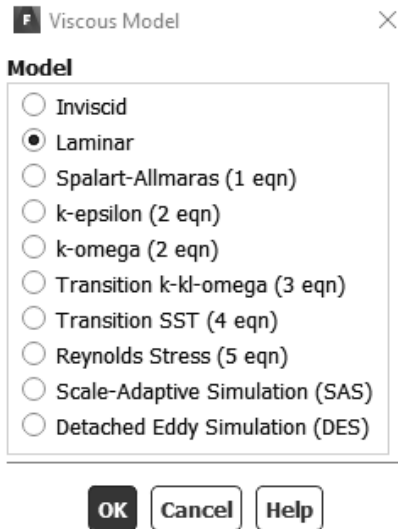 F Viscous Model
Model
Inviscid
Laminar
Spalart-Allmaras (1 eqn)
k-epsilon (2 eqn)
k-omega (2 eqn)
Transition k-kl-omega (3 eqn)
Transition SST (4 eqn)
Reynolds Stress (5 eqn)
Scale-Adaptive Simulation (SAS)
Detached Eddy Simulation (DES)
OK Cancel Help